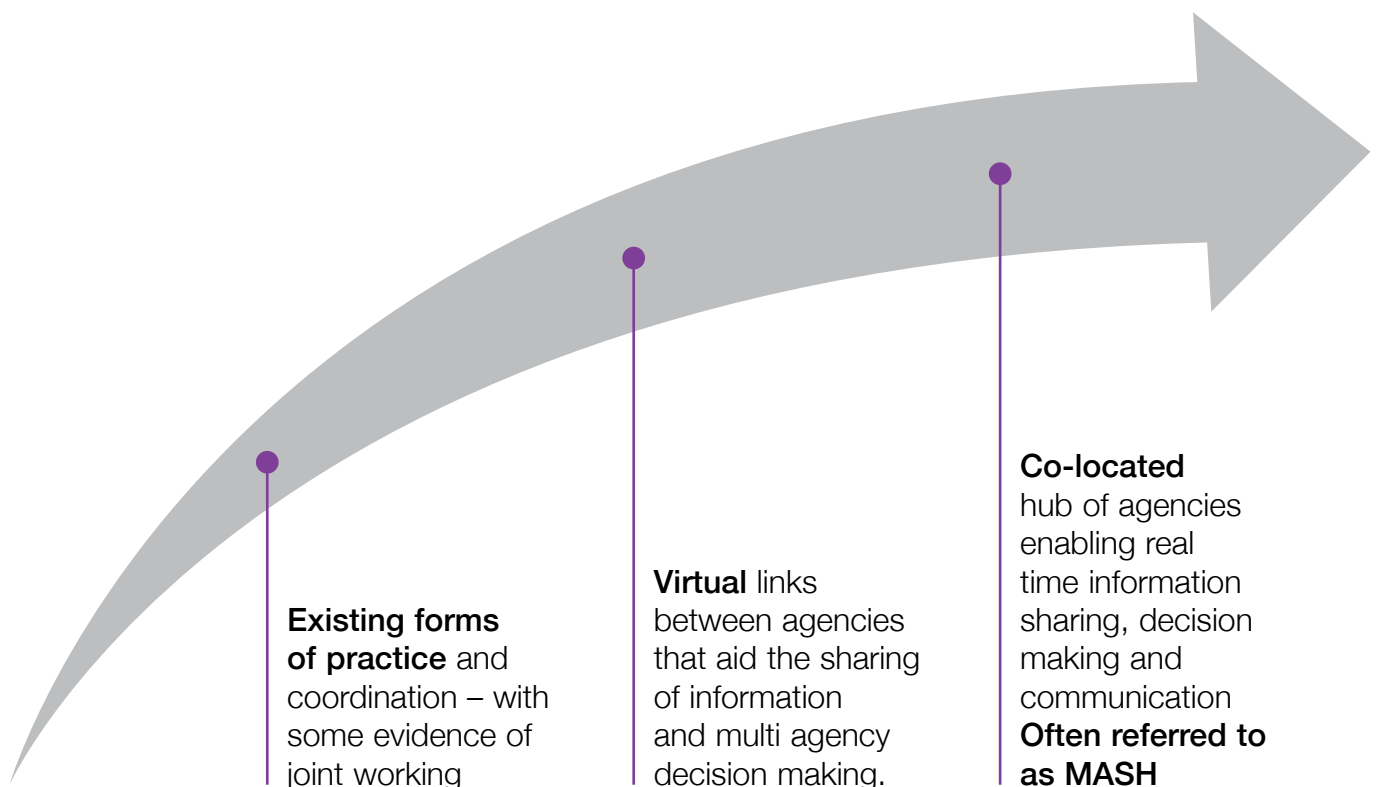 Existing forms
of practice and
coordination – with
some evidence of
joint working
Virtual links
between agencies
that aid the sharing
of information
and multi agency
decision making.
Co-located
hub of agencies
enabling real
time information
sharing, decision
making and
communication
Often referred to
as MASH